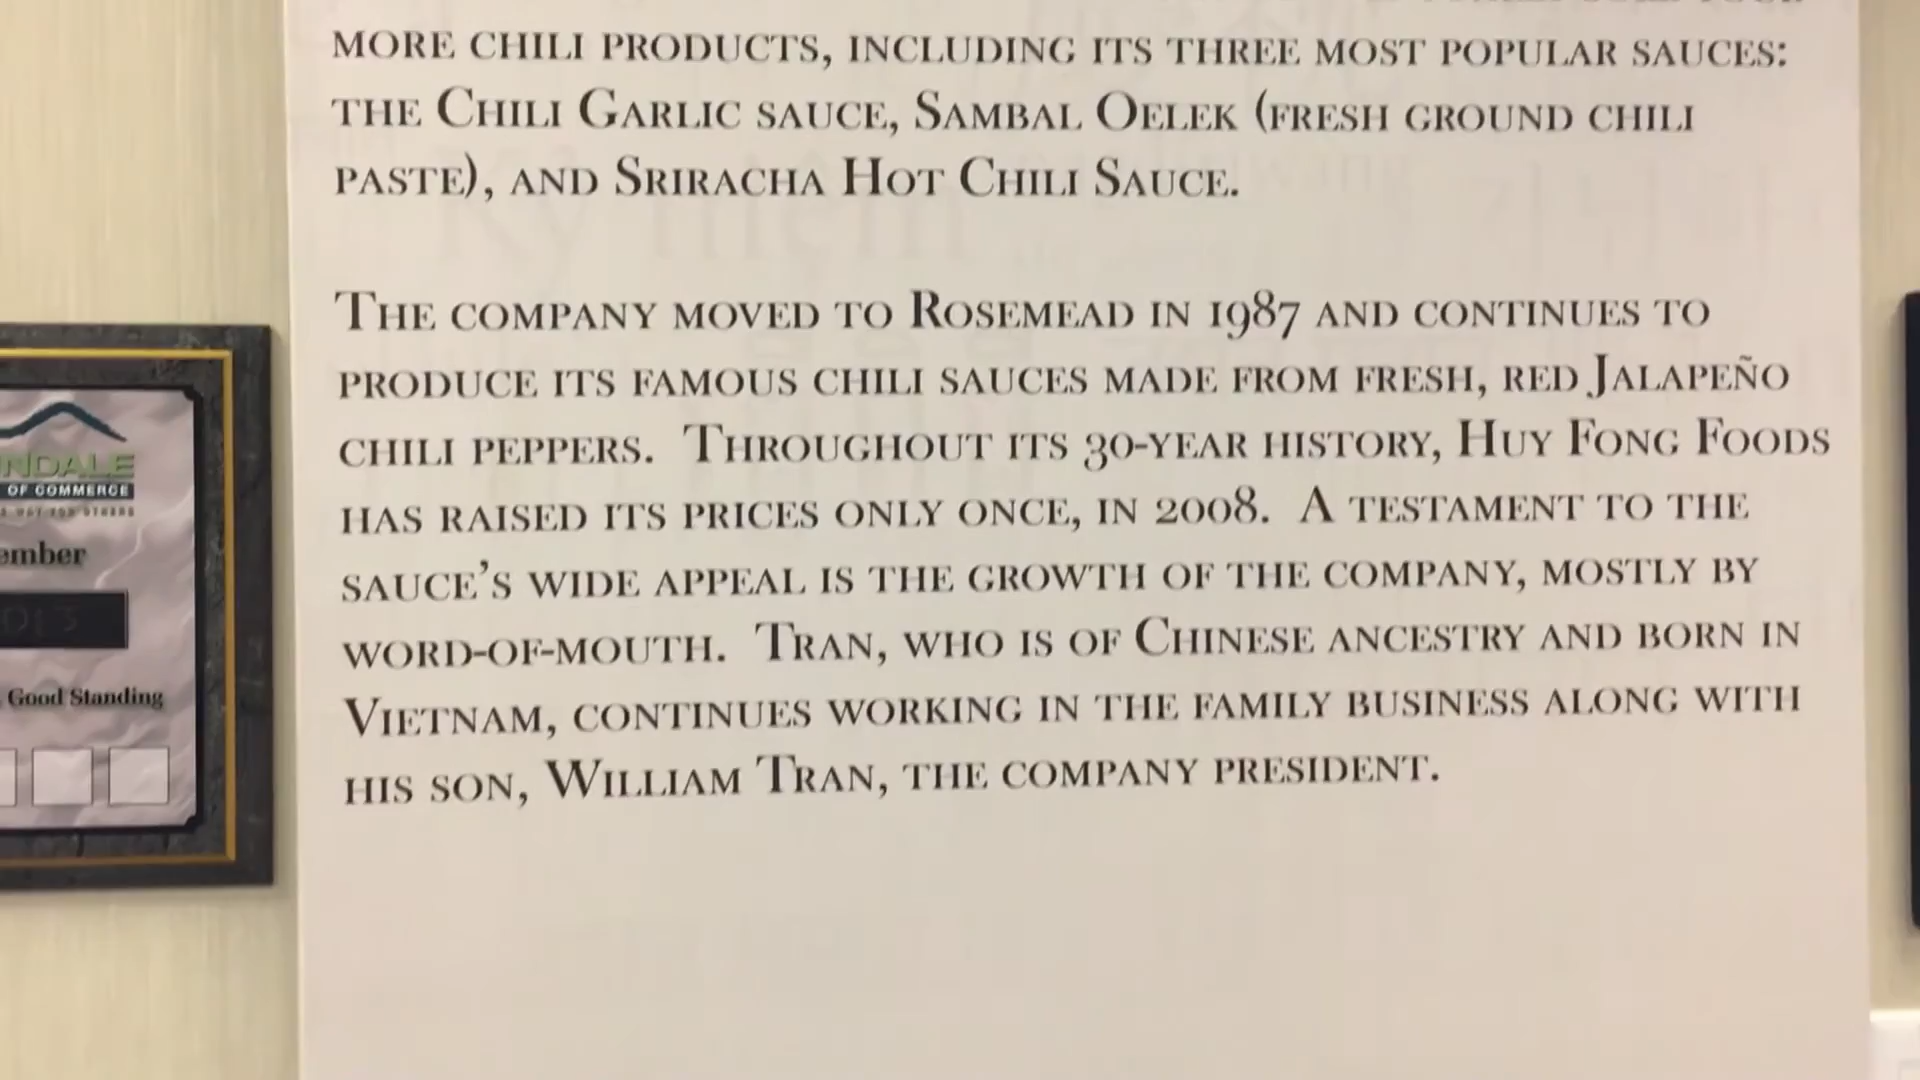 MORE CHILI PRODUCTS, INCLUDING ITS THREE MOST POPULAR SAUCES:
THE CHILI GARLIC SAUCE, SAMBAL OELEK (FRESH GROUND CHILI
PASTE), AND SRIRACHA HOT CHILI SAUCE.
THE COMPANY MOVED TO ROSEMEAD IN 1987 AND CONTINUES TO
PRODUCE ITS FAMOUS CHILI SAUCES MADE FROM FRESH, RED JALAPEÑO
CHILI PEPPERS. THROUGHOUT ITS 30-YEAR HISTORY, HUY FONG FOODS
HAS RAISED ITS PRICES ONLY ONCE, IN 2008. A TESTAMENT TO THE
SAUCE'S WIDE APPEAL IS THE GROWTH OF THE COMPANY, MOSTLY BY
WORD-OF-MOUTH. TRAN, WHO IS OF CHINESE ANCESTRY AND BORN IN
VIETNAM, CONTINUES WORKING IN THE FAMILY BUSINESS ALONG WITH
HIS SON, WILLIAM TRAN, THE COMPANY PRESIDENT.
NDALE
OF COMMERCE
ember
Good Standing